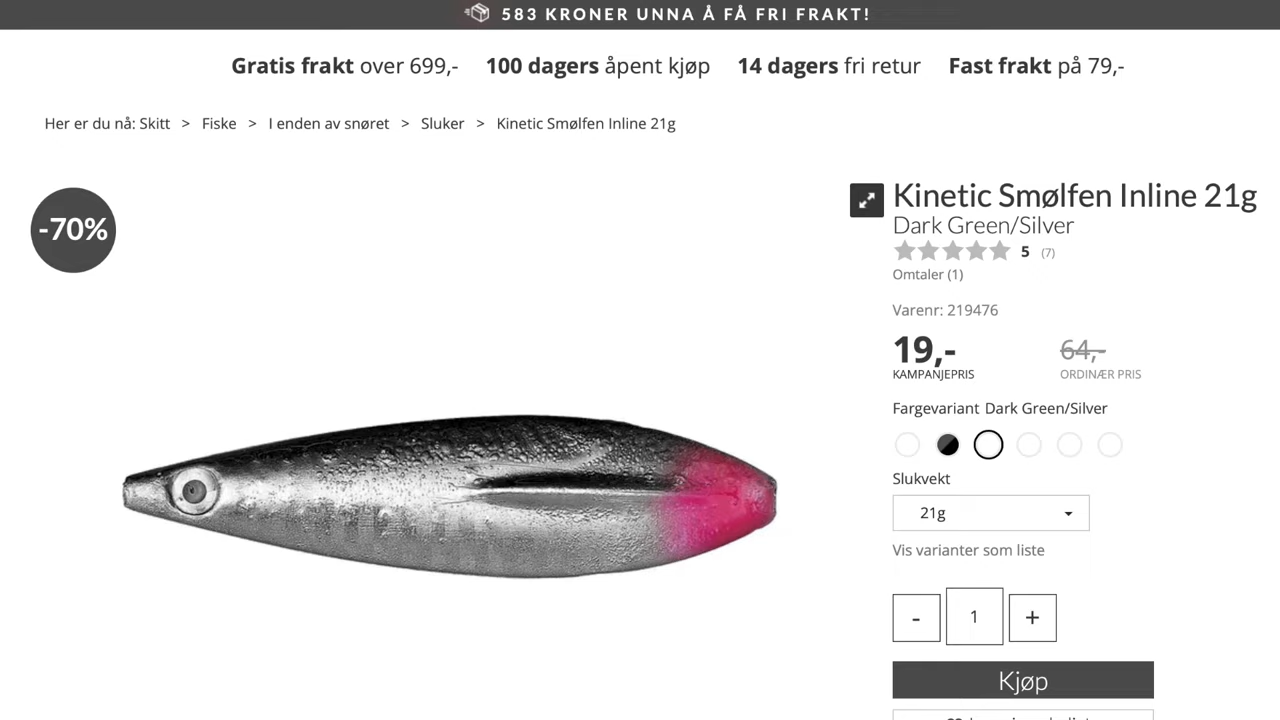 583 KRONER UNNA Å FÅ FRI FRAKT!
Gratis frakt over 699,- 100 dagers åpent kjøp 14 dagers fri retur Fast frakt på 79,-
Her er du nå: Skitt > Fiske > I enden av snøret > Sluker > Kinetic Smølfen Inline 21g
-70%
Kinetic Smølfen Inline 21g
Dark Green/Silver
5 (7)
Omtaler (1)
Varenr: 219476
19,- 64,-
KAMPANJEPRIS ORDINÆR PRIS
Fargevariant Dark Green/Silver
Slukvekt
21g
Vis varianter som liste
- 1 +
Kjøp